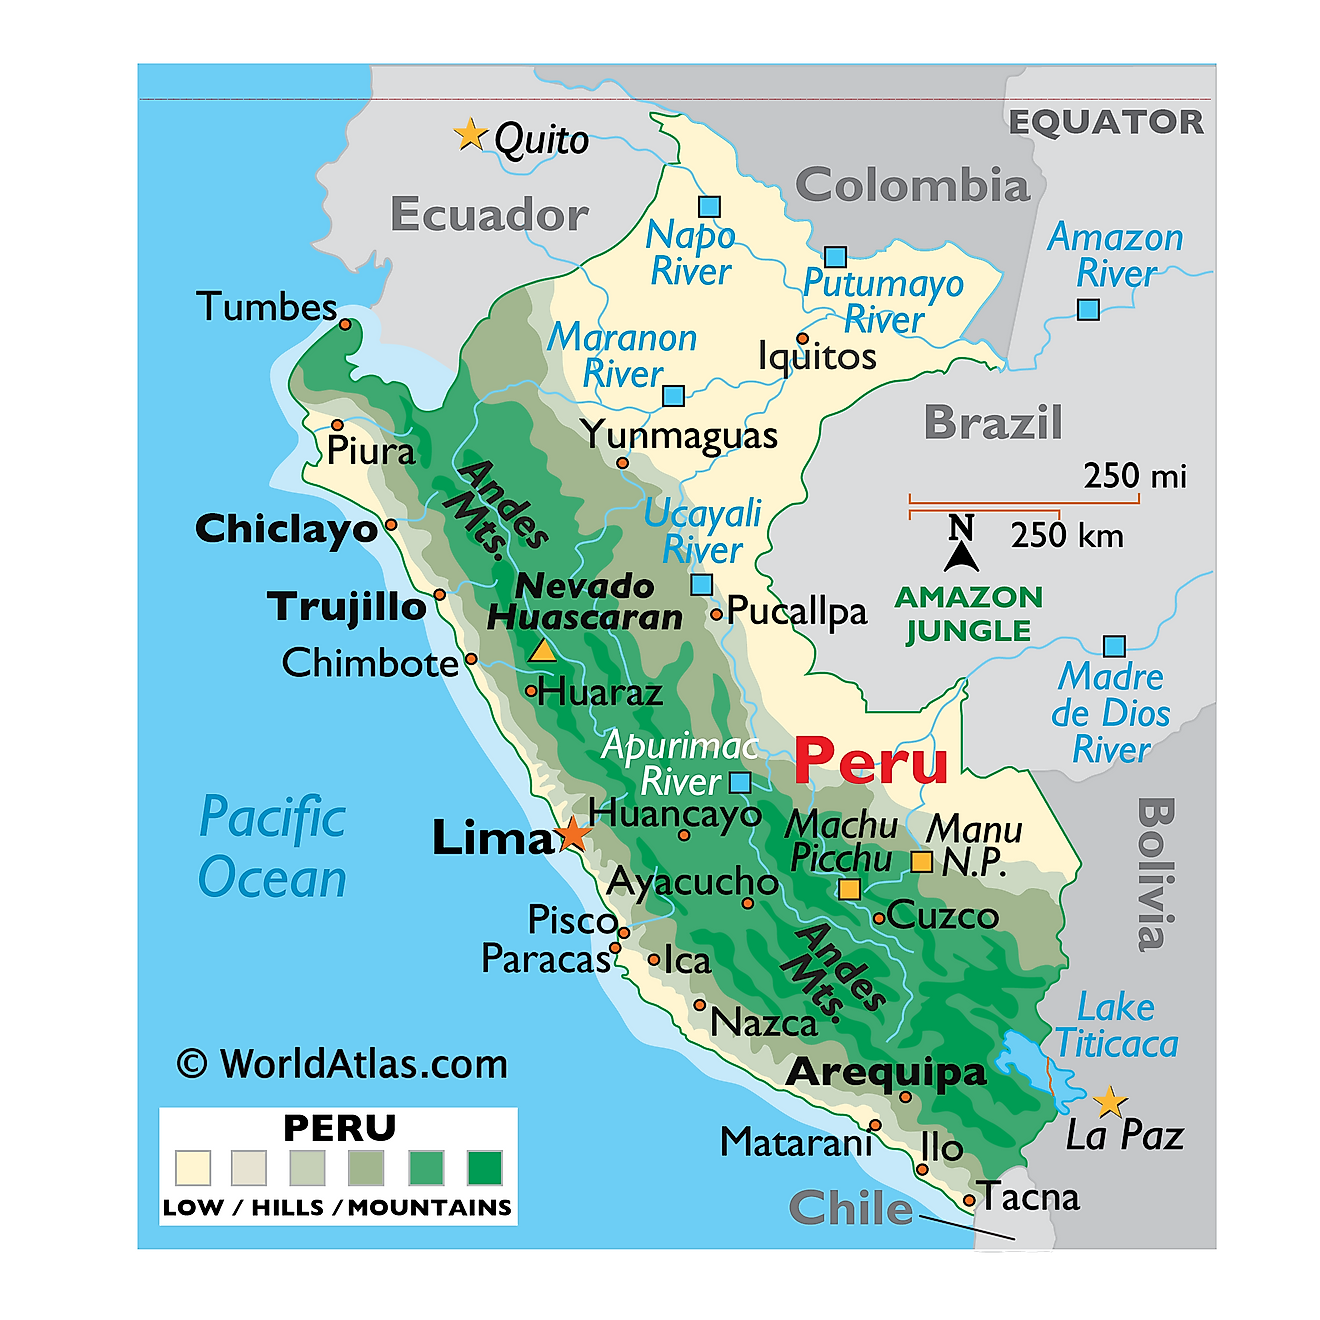 EQUATOR
Quito
Colombia
Ecuador
Napo
River
Amazon
River
Putumayo
River
Tumbes
Maranon
River
Iquitos
Brazil
Yunmaguas
Piura
250 mi
Andes
Mts.
Ucayali
River
N
250 km
Chiclayo
Nevado
Huascaran
AMAZON
JUNGLE
Trujillo
Pucallpa
Chimbote
Huaraz
Madre
de Dios
River
Apurimac
River
Peru
Pacific
Ocean
Lima
Huancayo
Machu
Picchu
Manu
N.P.
Bolivia
Ayacucho
Cuzco
Pisco
Paracas
Ica
Andes
Mts.
Nazca
Lake
Titicaca
© WorldAtlas.com
Arequipa
La Paz
Matarani
Ilo
Tacna
Chile
PERU
LOW / HILLS / MOUNTAINS